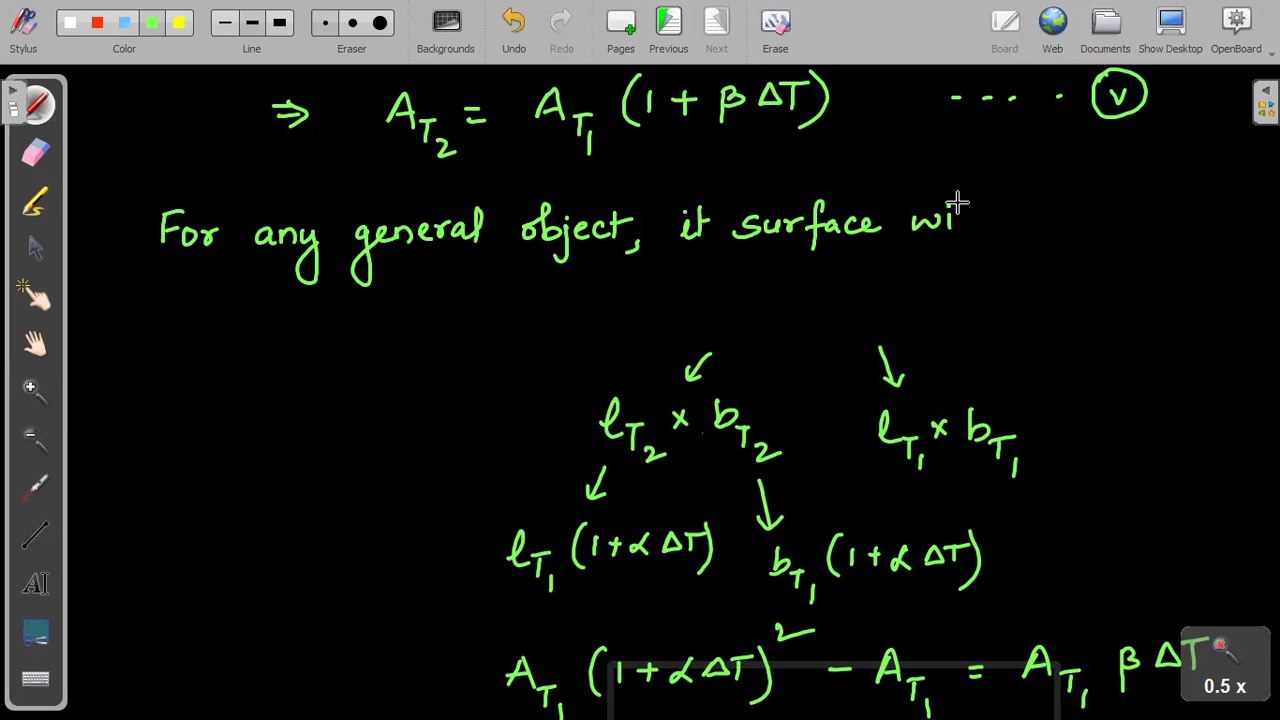 Stylus Color Line Eraser Backgrounds Undo Redo Pages Previous Next Erase Board Web Documents Show Desktop OpenBoard
⇒ A_T₂ = A_T₁ (1 + β ΔT) - - - · (v)
For any general object, it surface wi
↙ ↘
l_T₂ × b_T₂ l_T₁ × b_T₁
↙ ↘
l_T₁ (1+α ΔT) b_T₁ (1+α ΔT)
A_T₁ (1+α ΔT)² - A_T₁ = A_T₁ β ΔT
0.5 x